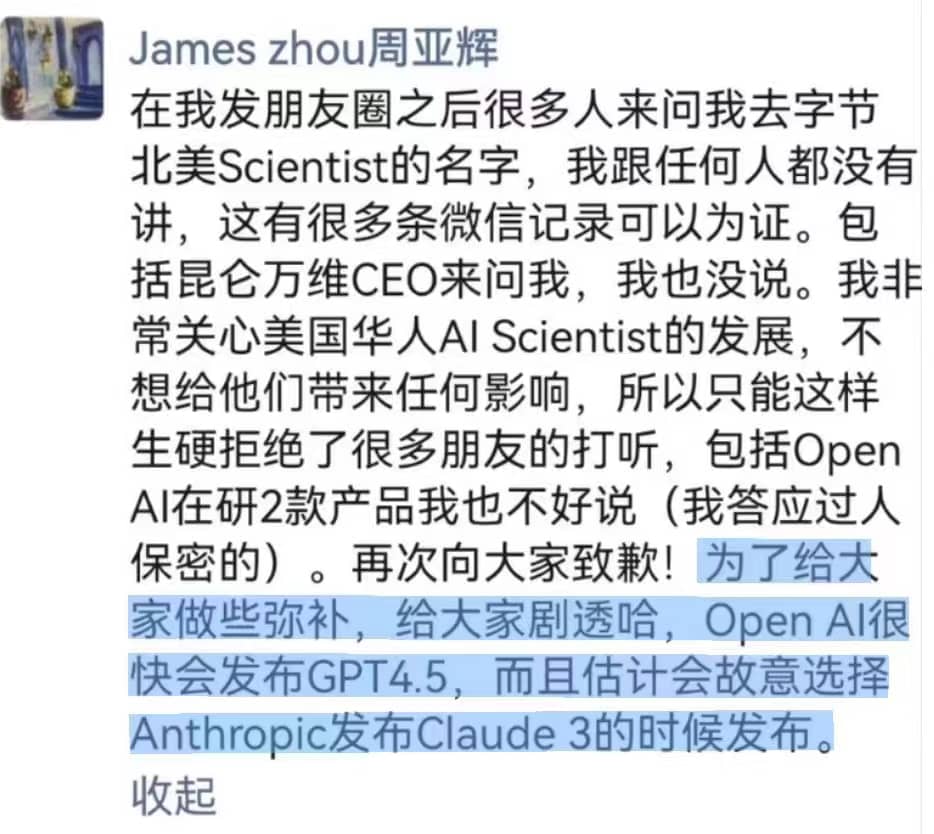 James zhou周亚辉
在我发朋友圈之后很多人来问我去字节
北美Scientist的名字，我跟任何人都没有
讲，这有很多条微信记录可以为证。包
括昆仑万维CEO来问我，我也没说。我非
常关心美国华人AI Scientist的发展，不
想给他们带来任何影响，所以只能这样
生硬拒绝了很多朋友的打听，包括Open
AI在研2款产品我也不好说（我答应过人
保密的）。再次向大家致歉！为了给大
家做些弥补，给大家剧透哈，Open AI很
快会发布GPT4.5，而且估计会故意选择
Anthropic发布Claude 3的时候发布。
收起